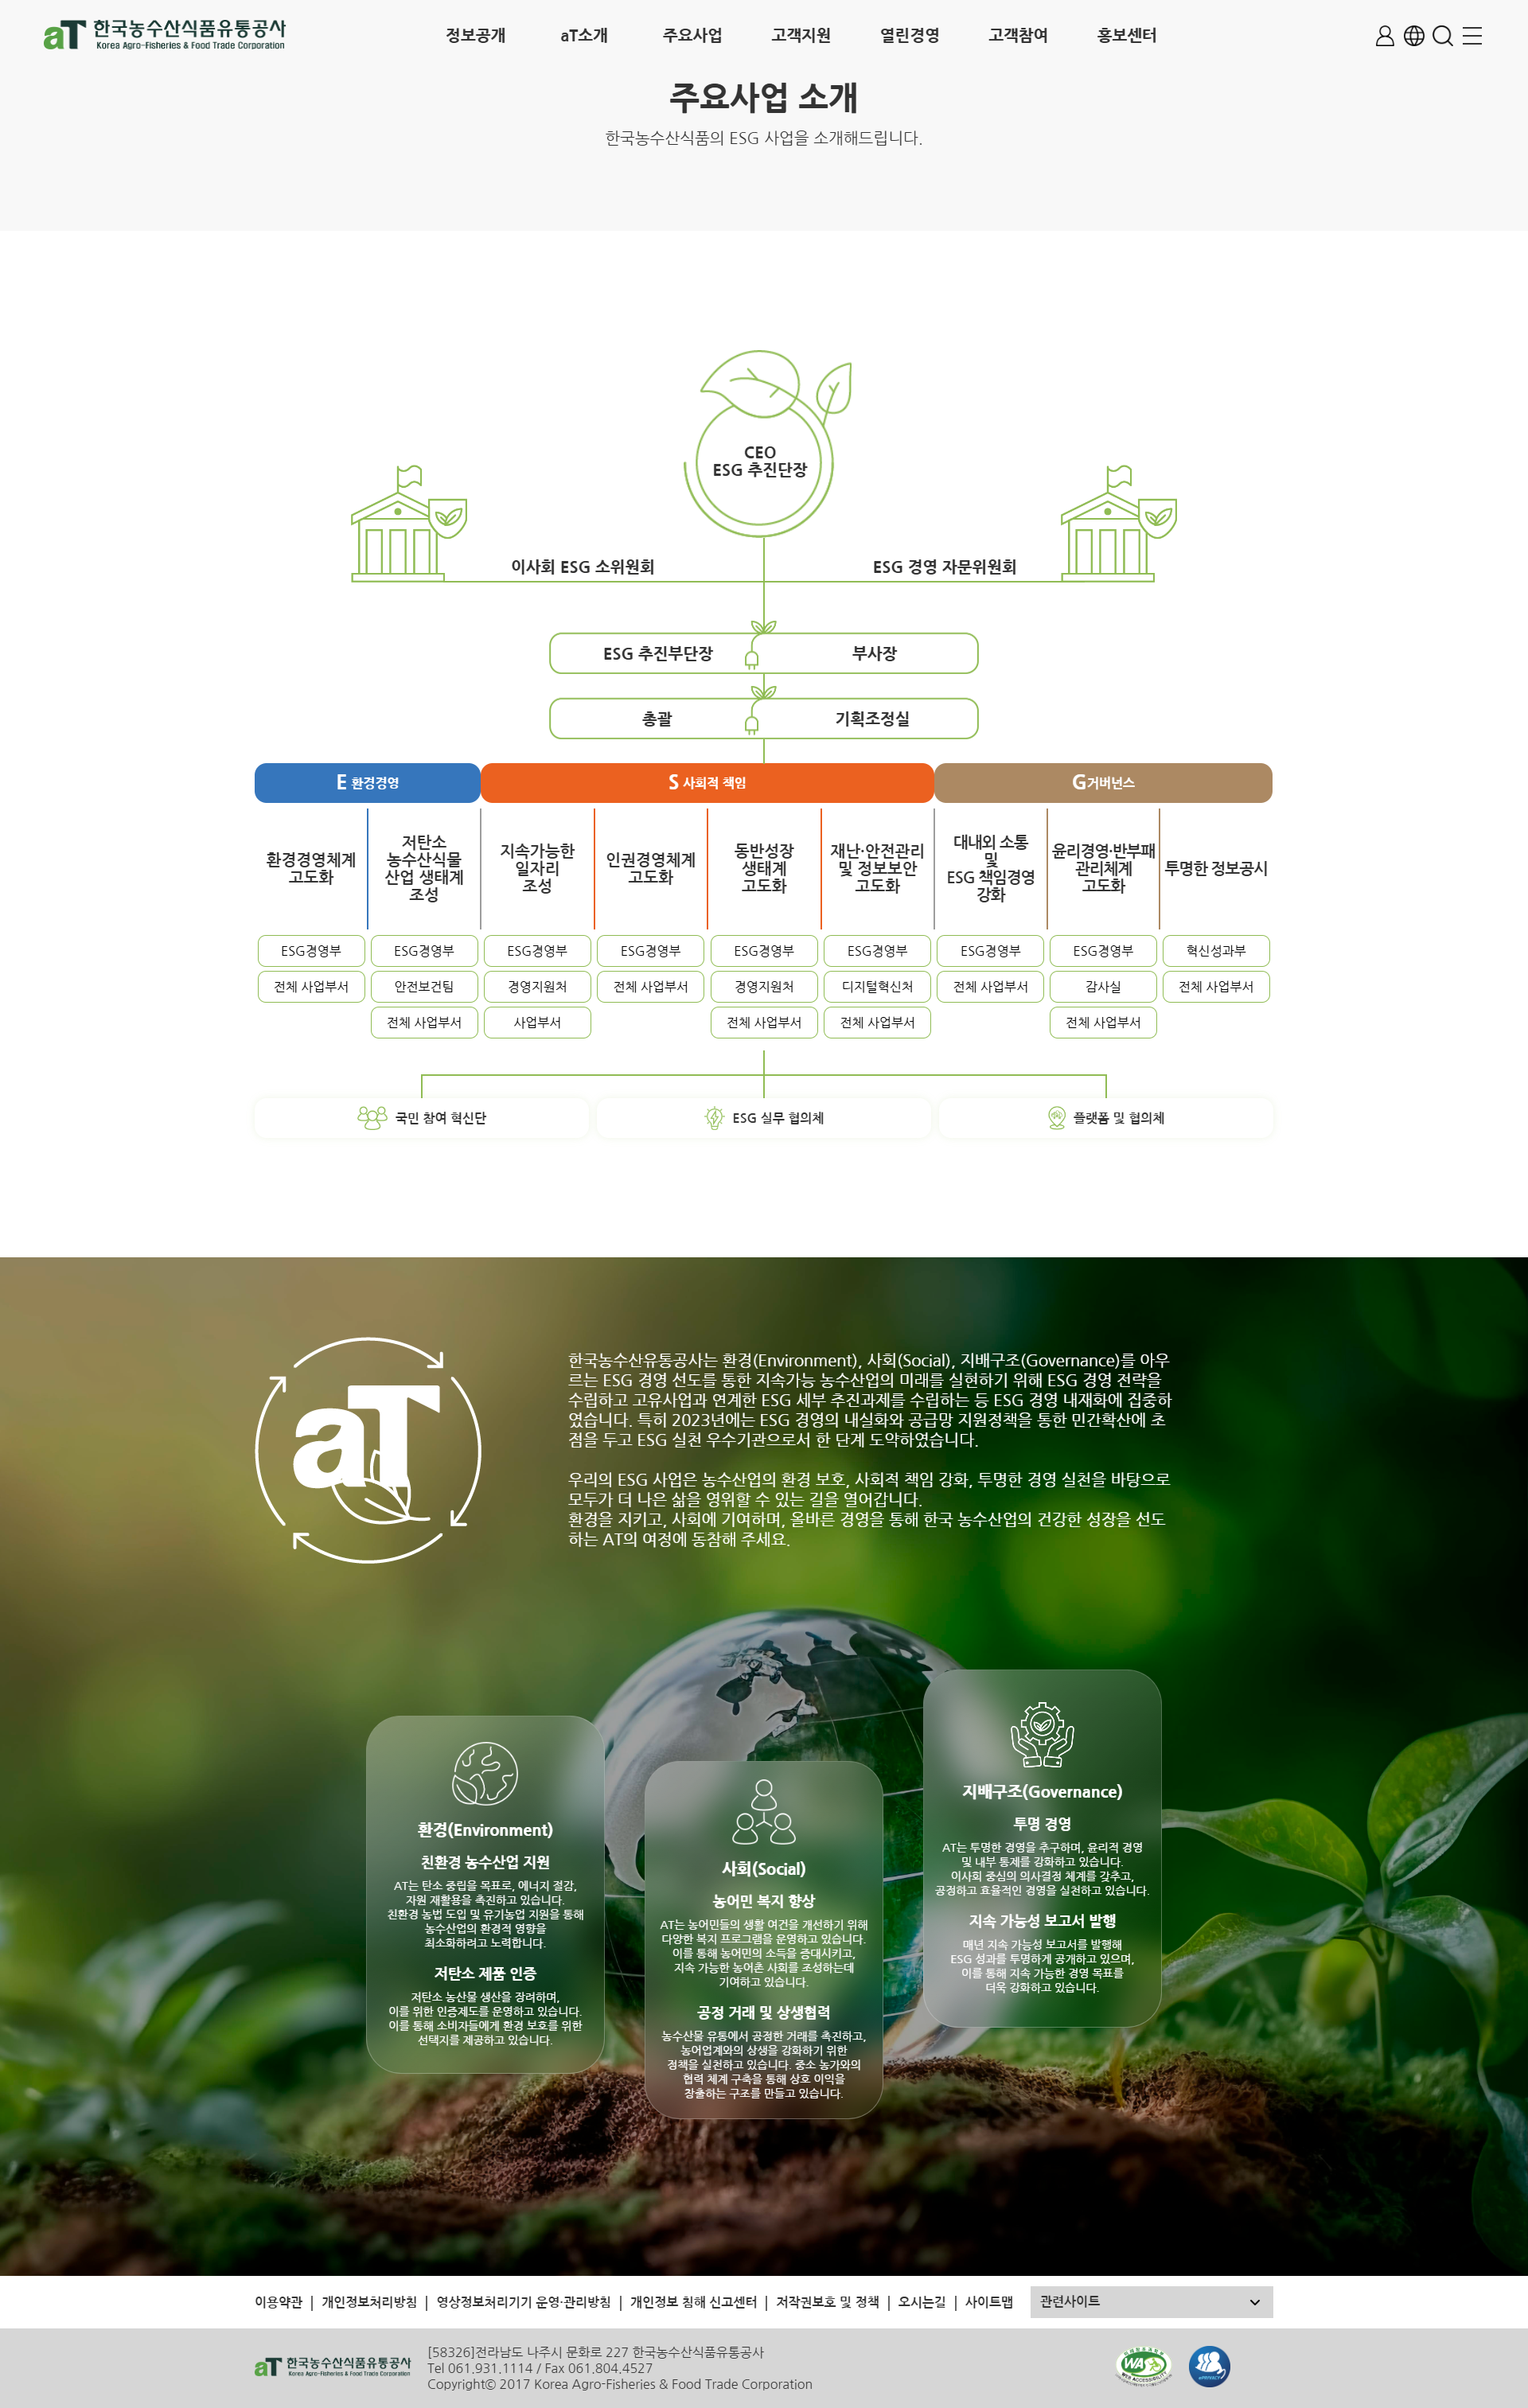 aT 한국농수산식품유통공사
Korea Agro-Fisheries & Food Trade Corporation
정보공개 aT소개 주요사업 고객지원 열린경영 고객참여 홍보센터
주요사업 소개
한국농수산식품의 ESG 사업을 소개해드립니다.
CEO
ESG 추진단장
이사회 ESG 소위원회
ESG 경영 자문위원회
ESG 추진부단장 부사장
총괄 기획조정실
E 환경경영
S 사회적 책임
G거버넌스
환경경영체계
고도화
저탄소
농수산식물
산업 생태계
조성
지속가능한
일자리
조성
인권경영체계
고도화
동반성장
생태계
고도화
재난·안전관리
및 정보보안
고도화
대내외 소통
및
ESG 책임경영
강화
윤리경영·반부패
관리체계
고도화
투명한 정보공시
ESG경영부 ESG경영부 ESG경영부 ESG경영부 ESG경영부 ESG경영부 ESG경영부 ESG경영부 혁신성과부
전체 사업부서 안전보건팀 경영지원처 전체 사업부서 경영지원처 디지털혁신처 전체 사업부서 감사실 전체 사업부서
전체 사업부서 사업부서 전체 사업부서 전체 사업부서 전체 사업부서
국민 참여 혁신단
ESG 실무 협의체
플랫폼 및 협의체
aT
한국농수산유통공사는 환경(Environment), 사회(Social), 지배구조(Governance)를 아우
르는 ESG 경영 선도를 통한 지속가능 농수산업의 미래를 실현하기 위해 ESG 경영 전략을
수립하고 고유사업과 연계한 ESG 세부 추진과제를 수립하는 등 ESG 경영 내재화에 집중하
였습니다. 특히 2023년에는 ESG 경영의 내실화와 공급망 지원정책을 통한 민간확산에 초
점을 두고 ESG 실천 우수기관으로서 한 단계 도약하였습니다.
우리의 ESG 사업은 농수산업의 환경 보호, 사회적 책임 강화, 투명한 경영 실천을 바탕으로
모두가 더 나은 삶을 영위할 수 있는 길을 열어갑니다.
환경을 지키고, 사회에 기여하며, 올바른 경영을 통해 한국 농수산업의 건강한 성장을 선도
하는 AT의 여정에 동참해 주세요.
환경(Environment)
친환경 농수산업 지원
AT는 탄소 중립을 목표로, 에너지 절감,
자원 재활용을 촉진하고 있습니다.
친환경 농법 도입 및 유기농업 지원을 통해
농수산업의 환경적 영향을
최소화하려고 노력합니다.
저탄소 제품 인증
저탄소 농산물 생산을 장려하며,
이를 위한 인증제도를 운영하고 있습니다.
이를 통해 소비자들에게 환경 보호를 위한
선택지를 제공하고 있습니다.
사회(Social)
농어민 복지 향상
AT는 농어민들의 생활 여건을 개선하기 위해
다양한 복지 프로그램을 운영하고 있습니다.
이를 통해 농어민의 소득을 증대시키고,
지속 가능한 농어촌 사회를 조성하는데
기여하고 있습니다.
공정 거래 및 상생협력
농수산물 유통에서 공정한 거래를 촉진하고,
농어업계와의 상생을 강화하기 위한
정책을 실천하고 있습니다. 중소 농가와의
협력 체계 구축을 통해 상호 이익을
창출하는 구조를 만들고 있습니다.
지배구조(Governance)
투명 경영
AT는 투명한 경영을 추구하며, 윤리적 경영
및 내부 통제를 강화하고 있습니다.
이사회 중심의 의사결정 체계를 갖추고,
공정하고 효율적인 경영을 실천하고 있습니다.
지속 가능성 보고서 발행
매년 지속 가능성 보고서를 발행해
ESG 성과를 투명하게 공개하고 있으며,
이를 통해 지속 가능한 경영 목표를
더욱 강화하고 있습니다.
이용약관 | 개인정보처리방침 | 영상정보처리기기 운영·관리방침 | 개인정보 침해 신고센터 | 저작권보호 및 정책 | 오시는길 | 사이트맵
관련사이트
aT 한국농수산식품유통공사
Korea Agro-Fisheries & Food Trade Corporation
[58326]전라남도 나주시 문화로 227 한국농수산식품유통공사
Tel 061.931.1114 / Fax 061.804.4527
Copyright© 2017 Korea Agro-Fisheries & Food Trade Corporation
WA
WEB ACCESSIBILITY